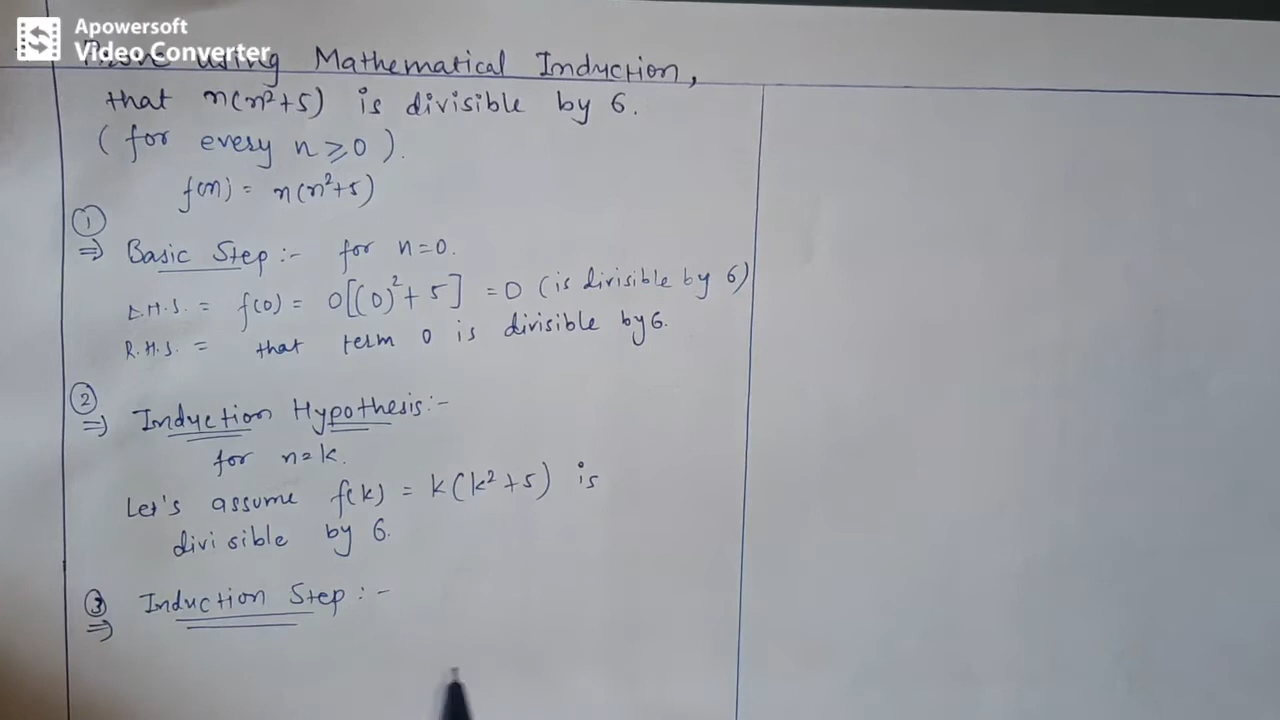 Apowersoft
Video Converter
Prove using Mathematical Induction,
that n(n²+5) is divisible by 6.
(for every n ≥ 0).
f(n) = n(n²+5)
①
⇒ Basic Step :- for n=0.
L.H.S. = f(0) = 0[(0)²+5] = 0 (is divisible by 6)
R.H.S. = that term 0 is divisible by 6.
②
⇒ Induction Hypothesis:-
for n=k.
Let's assume f(k) = k(k²+5) is
divisible by 6.
③ Induction Step :-
⇒